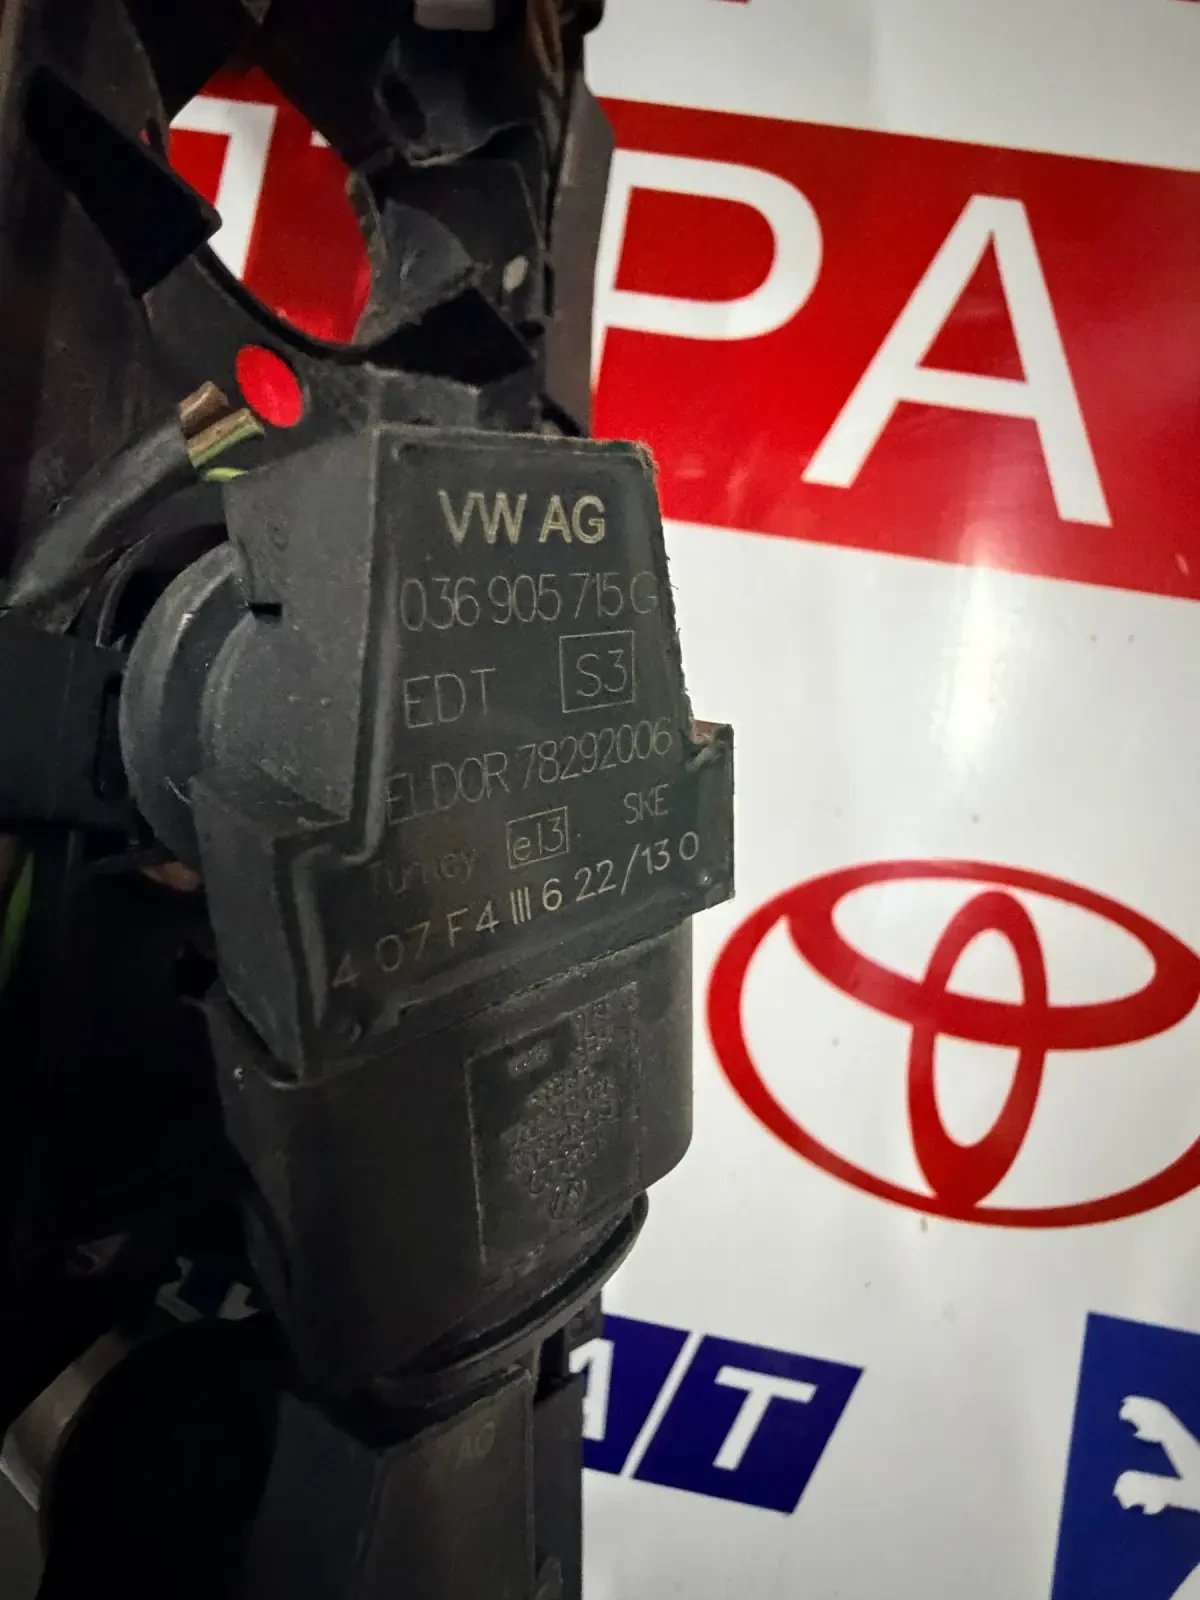 PA
VW AG
036 905 715 G
EDT S3
ELDOR 78292006
Turkey e13 SKE
4 07 F4 III 6 22/13 0
AT